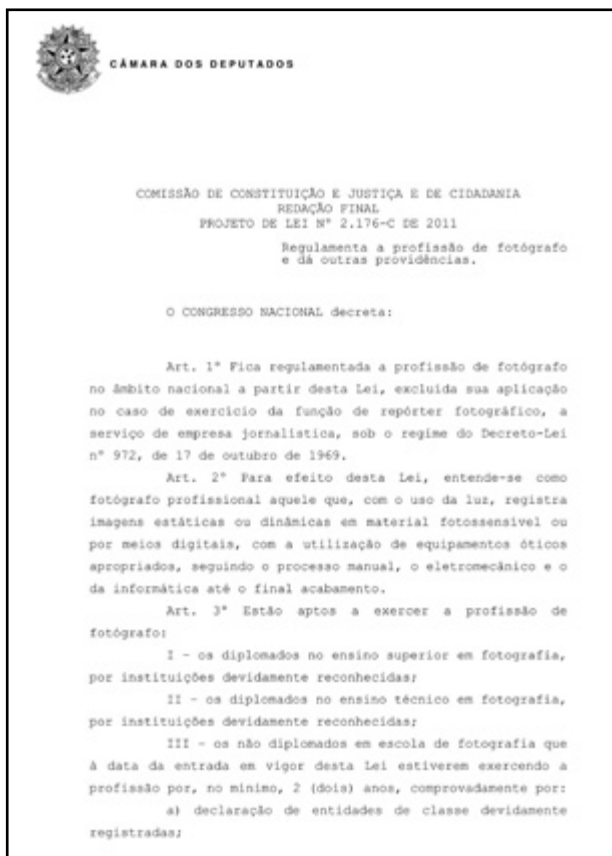 CÂMARA DOS DEPUTADOS
COMISSÃO DE CONSTITUIÇÃO E JUSTIÇA E DE CIDADANIA
REDAÇÃO FINAL
PROJETO DE LEI Nº 2.176-C DE 2011
Regulamenta a profissão de fotógrafo
e dá outras providências.
O CONGRESSO NACIONAL decreta:
Art. 1º Fica regulamentada a profissão de fotógrafo
no âmbito nacional a partir desta Lei, excluída sua aplicação
no caso de exercício da função de repórter fotográfico, a
serviço de empresa jornalística, sob o regime do Decreto-Lei
nº 972, de 17 de outubro de 1969.
Art. 2º Para efeito desta Lei, entende-se como
fotógrafo profissional aquele que, com o uso da luz, registra
imagens estáticas ou dinâmicas em material fotossensível ou
por meios digitais, com a utilização de equipamentos óticos
apropriados, seguindo o processo manual, o eletromecânico e o
da informática até o final acabamento.
Art. 3º Estão aptos a exercer a profissão de
fotógrafo:
I - os diplomados no ensino superior em fotografia,
por instituições devidamente reconhecidas;
II - os diplomados no ensino técnico em fotografia,
por instituições devidamente reconhecidas;
III - os não diplomados em escola de fotografia que
à data da entrada em vigor desta Lei estiverem exercendo a
profissão por, no mínimo, 2 (dois) anos, comprovadamente por:
a) declaração de entidades de classe devidamente
registradas;